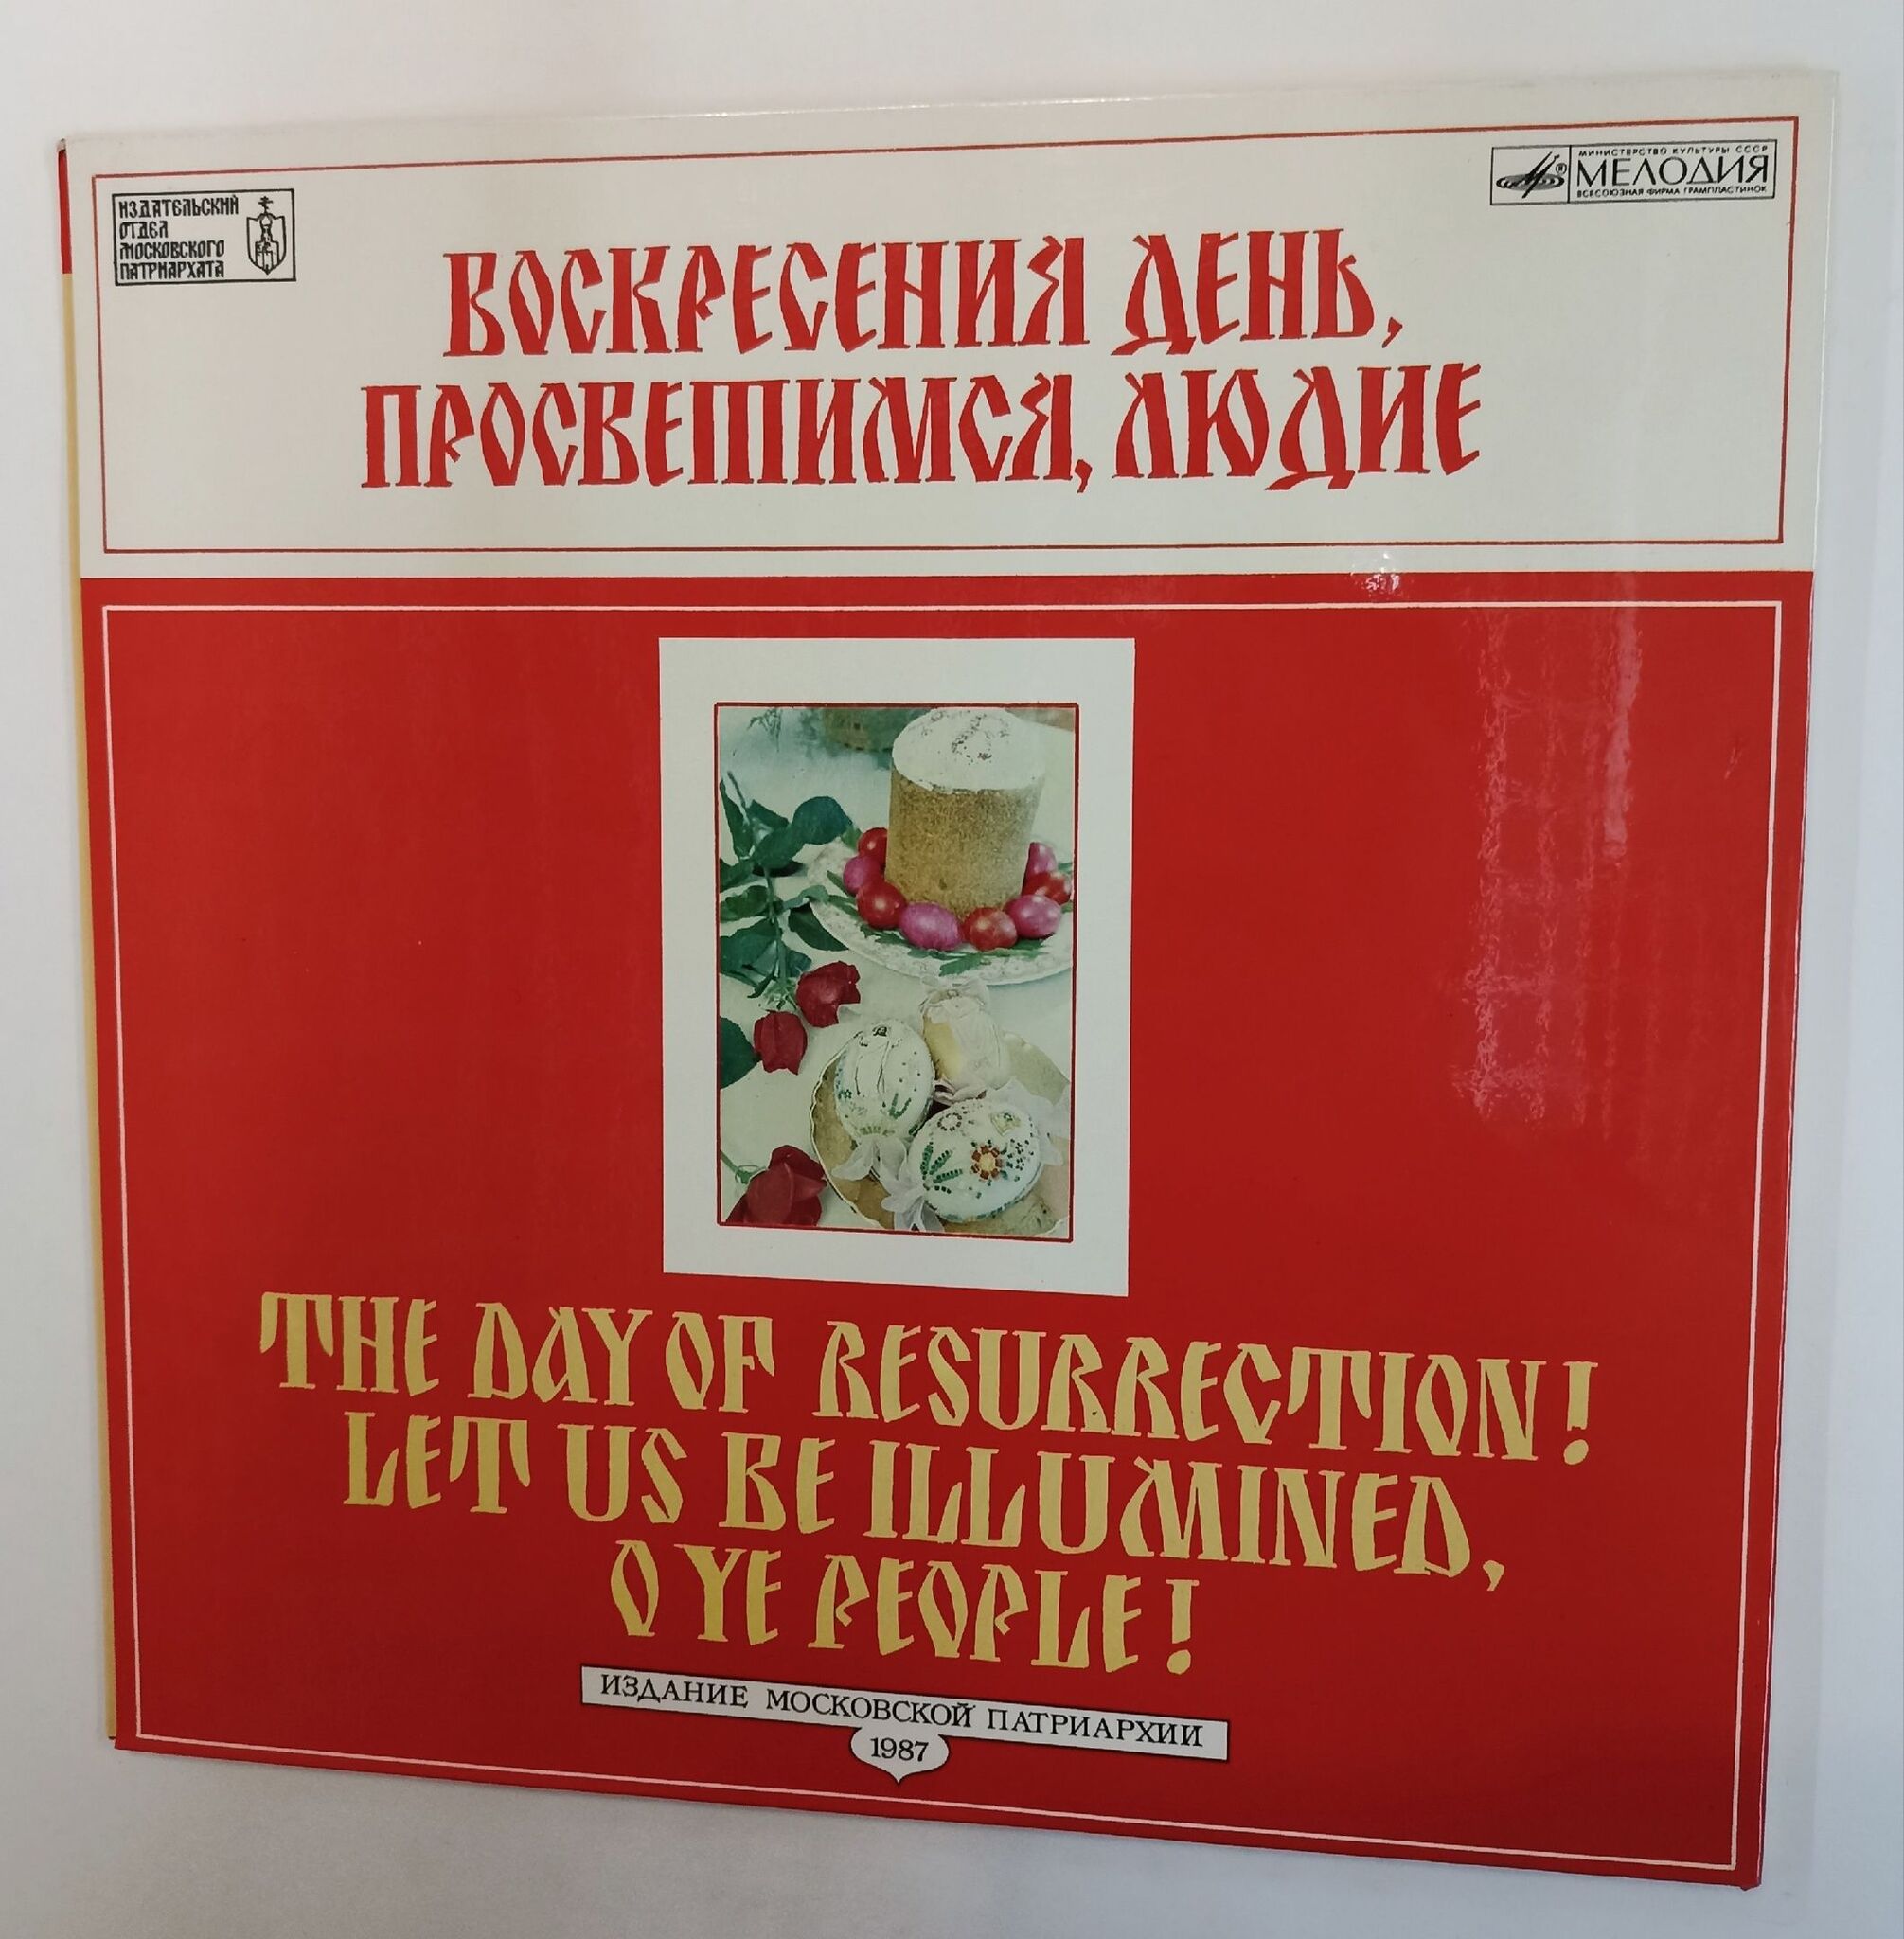 ИЗДАТЕЛЬСКИЙ
ОТДЕЛ
МОСКОВСКОГО
ПАТРИАРХАТА
МИНИСТЕРСТВО КУЛЬТУРЫ СССР
МЕЛОДИЯ
ВСЕСОЮЗНАЯ ФИРМА ГРАМПЛАСТИНОК
ВОСКРЕСЕНИЯ ДЕНЬ,
ПРОСВЕТИМСЯ, ЛЮДИЕ
THE DAY OF RESURRECTION!
LET US BE ILLUMINED,
O YE PEOPLE!
ИЗДАНИЕ МОСКОВСКОЙ ПАТРИАРХИИ
1987